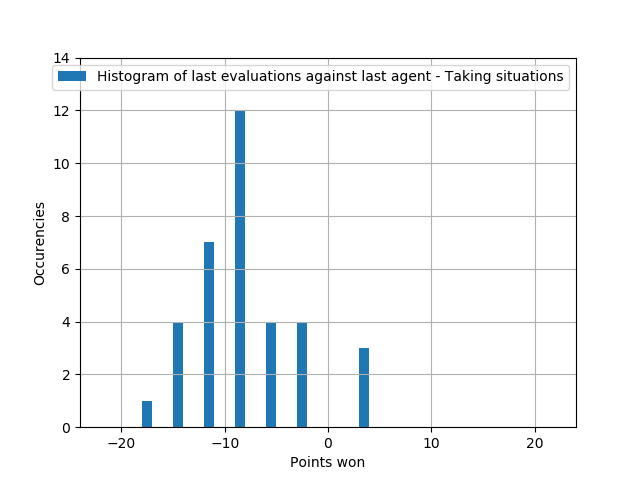 14
Histogram of last evaluations against last agent - Taking situations
12
10
8
6
4
2
0
Occurencies
−20 −10 0 10 20
Points won